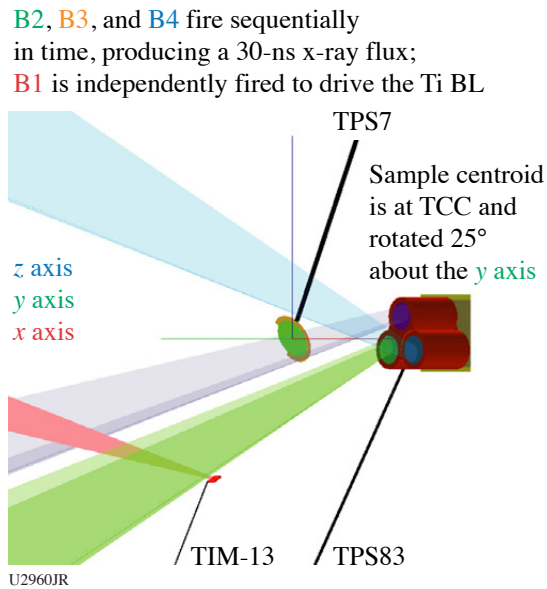 B2, B3, and B4 fire sequentially
in time, producing a 30-ns x-ray flux;
B1 is independently fired to drive the Ti BL
TPS7
Sample centroid
is at TCC and
rotated 25°
about the y axis
z axis
y axis
x axis
TIM-13
TPS83
U2960JR